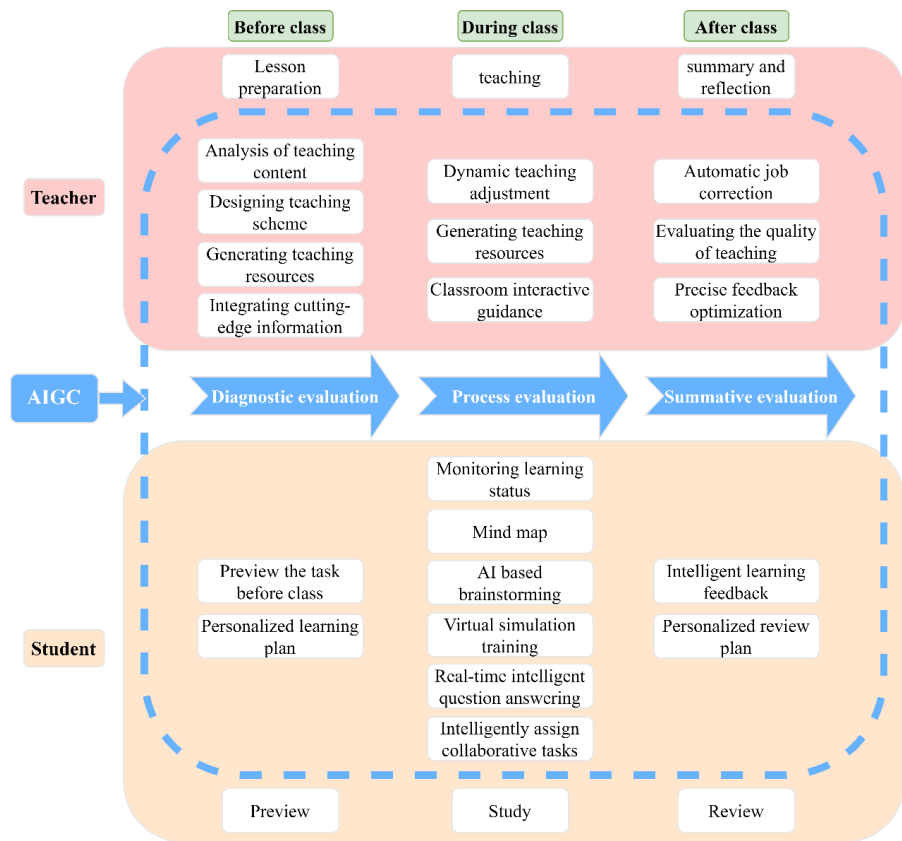 Before class
During class
After class
Lesson
preparation
teaching
summary and
reflection
Teacher
Analysis of teaching
content
Designing teaching
scheme
Generating teaching
resources
Integrating cutting-
edge information
Dynamic teaching
adjustment
Generating teaching
resources
Classroom interactive
guidance
Automatic job
correction
Evaluating the quality
of teaching
Precise feedback
optimization
AIGC
Diagnostic evaluation
Process evaluation
Summative evaluation
Student
Preview the task
before class
Personalized learning
plan
Monitoring learning
status
Mind map
AI based
brainstorming
Virtual simulation
training
Real-time intelligent
question answering
Intelligently assign
collaborative tasks
Intelligent learning
feedback
Personalized review
plan
Preview
Study
Review